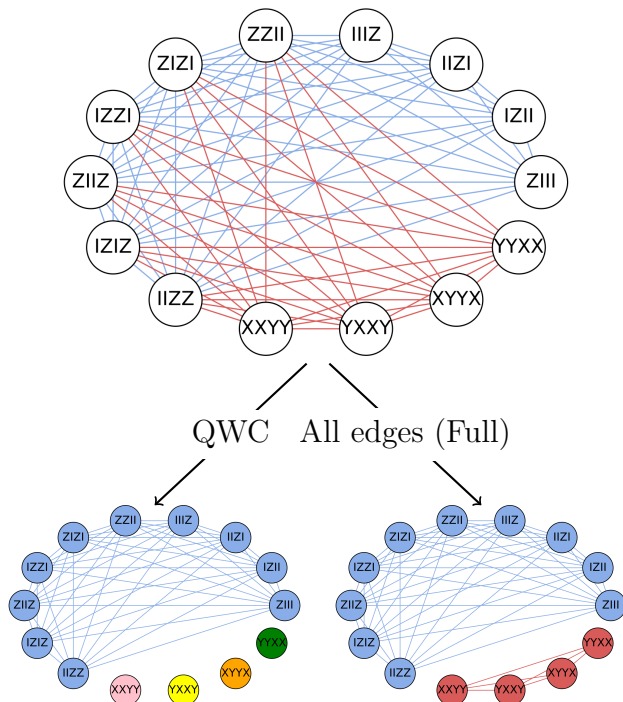 ZZII IIIZ
ZIZI IIZI
IZZI IZII
ZIIZ ZIII
IZIZ YYXX
IIZZ XYYX
XXYY YXXY
QWC All edges (Full)
ZZII IIIZ ZZII IIIZ
ZIZI IIZI ZIZI IIZI
IZZI IZII IZZI IZII
ZIIZ ZIII ZIIZ ZIII
IZIZ YYXX IZIZ YYXX
IIZZ XYYX IIZZ XYYX
XXYY YXXY XXYY YXXY